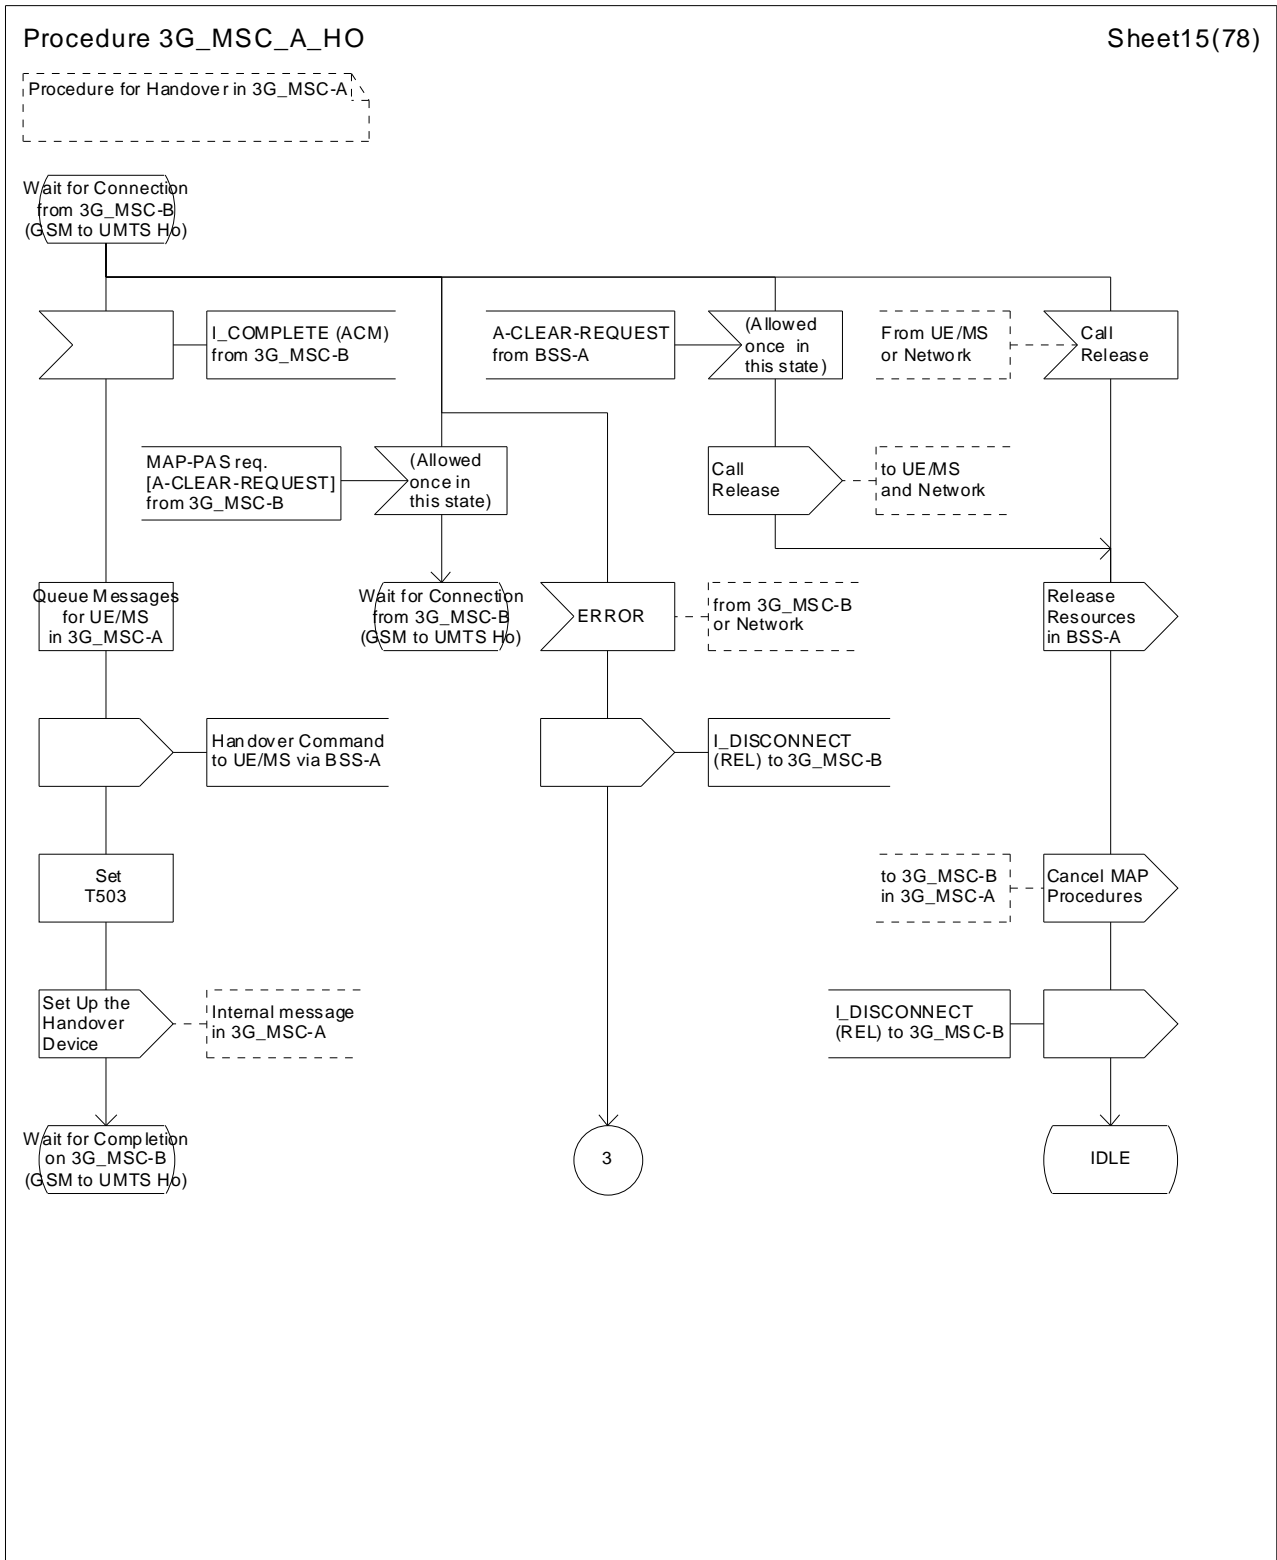 Procedure 3G_MSC_A_HO
Sheet15(78)
Procedure for Handover in 3G_MSC-A
Wait for Connection
from 3G_MSC-B
(GSM to UMTS Ho)
I_COMPLETE (ACM)
from 3G_MSC-B
A-CLEAR-REQUEST
from BSS-A
(Allowed
once in
this state)
From UE/MS
or Network
Call
Release
MAP-PAS req.
[A-CLEAR-REQUEST]
from 3G_MSC-B
(Allowed
once in
this state)
Call
Release
to UE/MS
and Network
Queue Messages
for UE/MS
in 3G_MSC-A
Wait for Connection
from 3G_MSC-B
(GSM to UMTS Ho)
ERROR
from 3G_MSC-B
or Network
Release
Resources
in BSS-A
Handover Command
to UE/MS via BSS-A
I_DISCONNECT
(REL) to 3G_MSC-B
Set
T503
to 3G_MSC-B
in 3G_MSC-A
Cancel MAP
Procedures
Set Up the
Handover
Device
Internal message
in 3G_MSC-A
I_DISCONNECT
(REL) to 3G_MSC-B
Wait for Completion
on 3G_MSC-B
(GSM to UMTS Ho)
3
IDLE